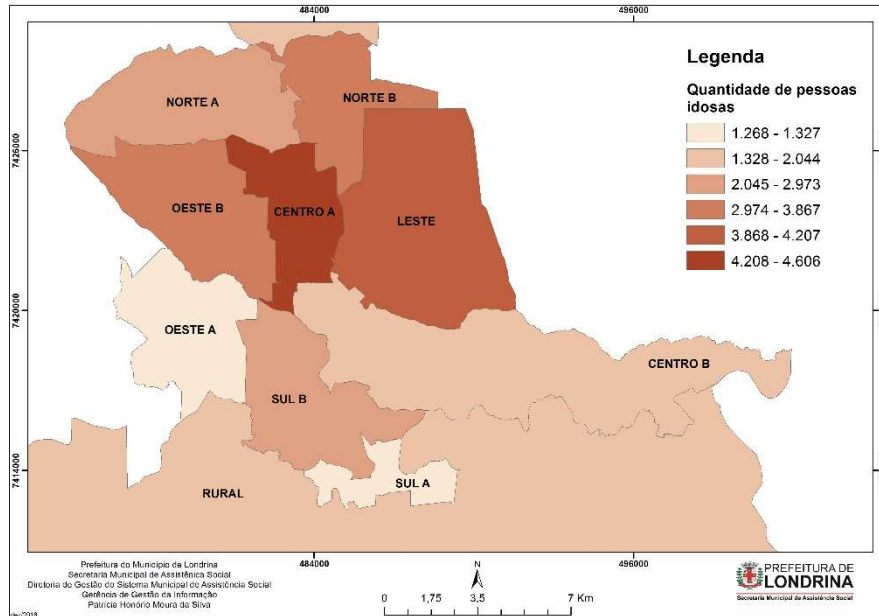 484000 496000
Legenda
Quantidade de pessoas
idosas
1.268 - 1.327
1.328 - 2.044
2.045 - 2.973
2.974 - 3.867
3.868 - 4.207
4.208 - 4.606
NORTE A
NORTE B
OESTE B
CENTRO A
LESTE
OESTE A
CENTRO B
SUL B
SUL A
RURAL
7426000
7420000
7414000
7426000
7420000
7414000
484000 496000
Prefeitura do Município de Londrina
Secretaria Municipal de Assistência Social
Diretoria de Gestão do Sistema Municipal de Assistência Social
Gerência de Gestão da Informação
Patrícia Honório Moura da Silva
N
0 1,75 3,5 7 Km
PREFEITURA DE
LONDRINA
Secretaria Municipal de Assistência Social